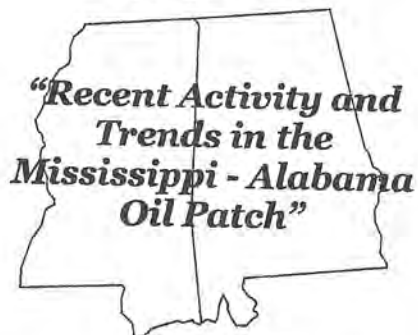 “Recent Activity and
Trends in the
Mississippi - Alabama
Oil Patch”